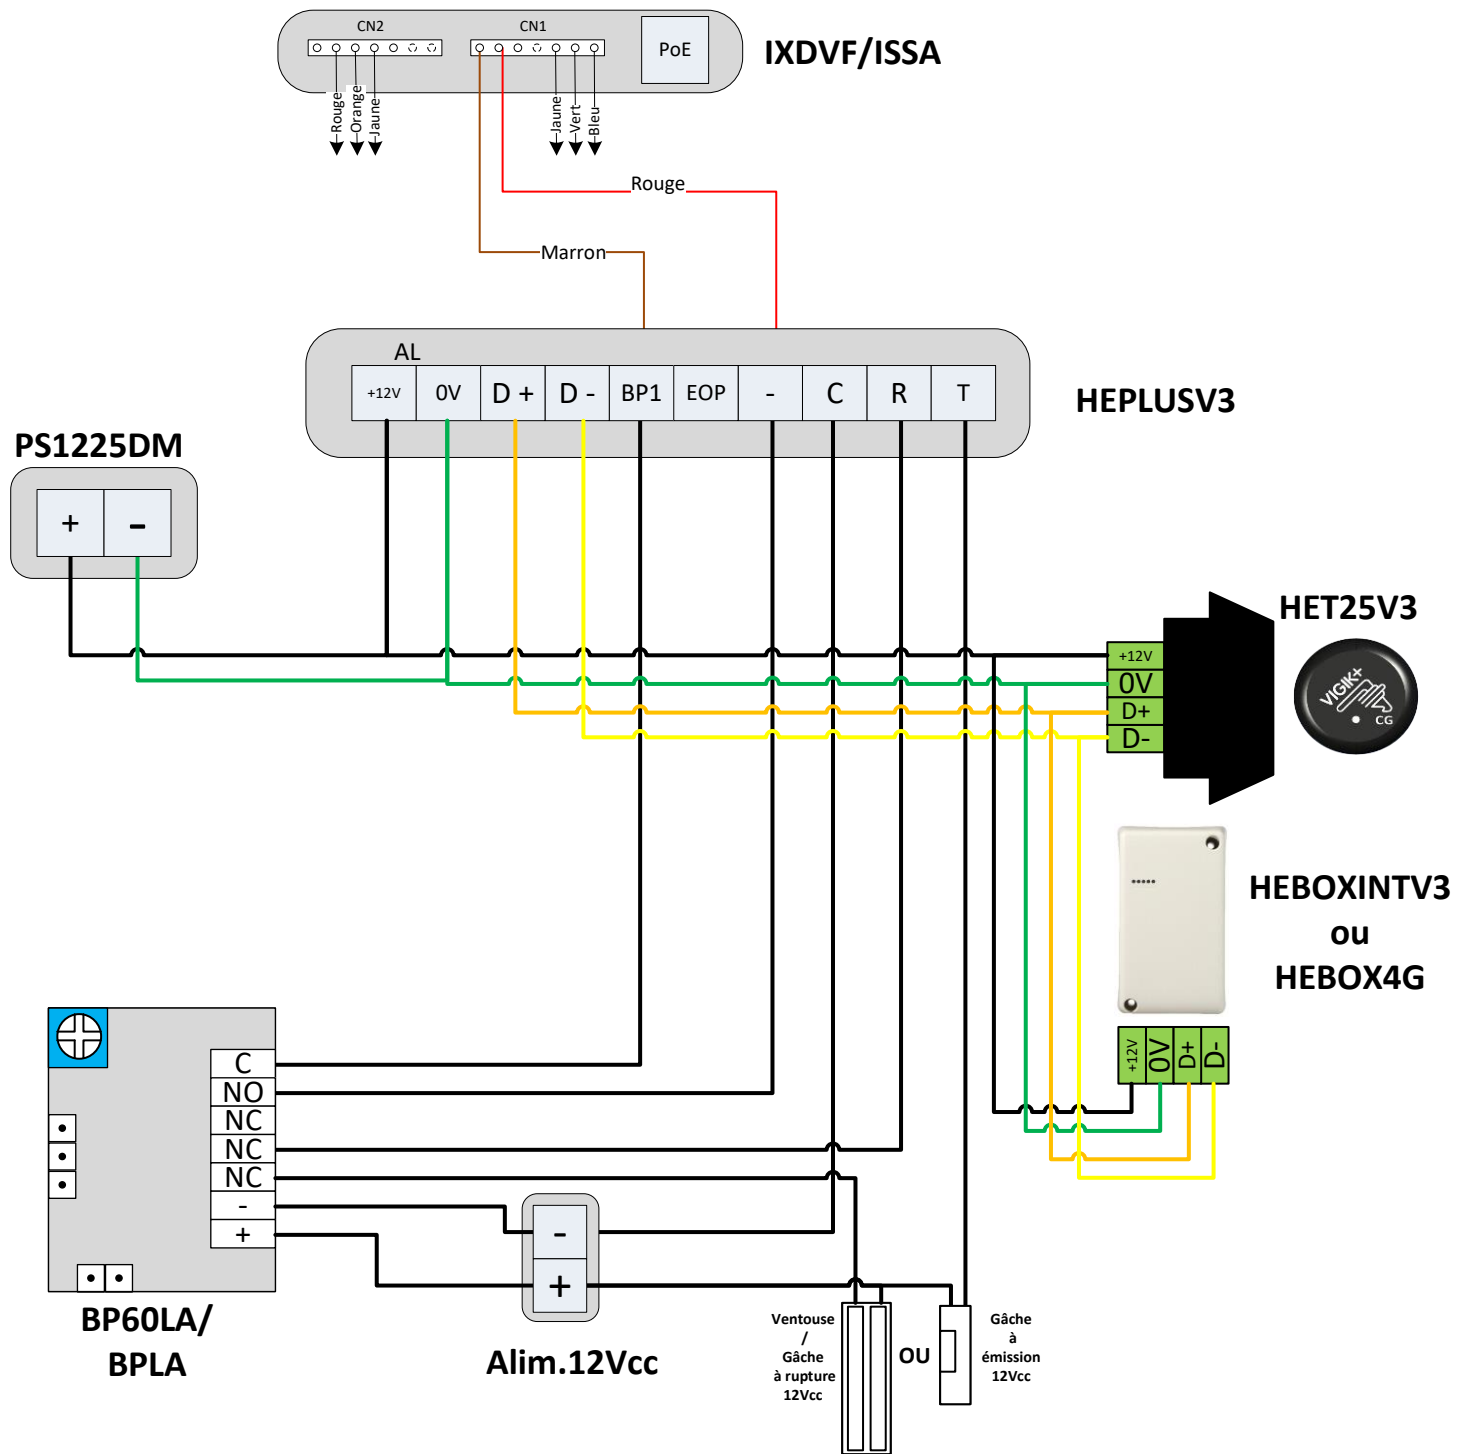 CN2
CN1
PoE
IXDVF/ISSA
Rouge
Orange
Jaune
Jaune
Vert
Bleu
Rouge
Marron
AL
+12V
0V
D +
D -
BP1
EOP
-
C
R
T
HEPLUSV3
PS1225DM
+
-
HET25V3
+12V
0V
D+
D-
VIGIK+
CG
HEBOXINTV3
ou
HEBOX4G
+12V
0V
D+
D-
C
NO
NC
NC
NC
-
+
BP60LA/
BPLA
-
+
Alim.12Vcc
Ventouse
/
Gâche
à rupture
12Vcc
OU
Gâche
à
émission
12Vcc